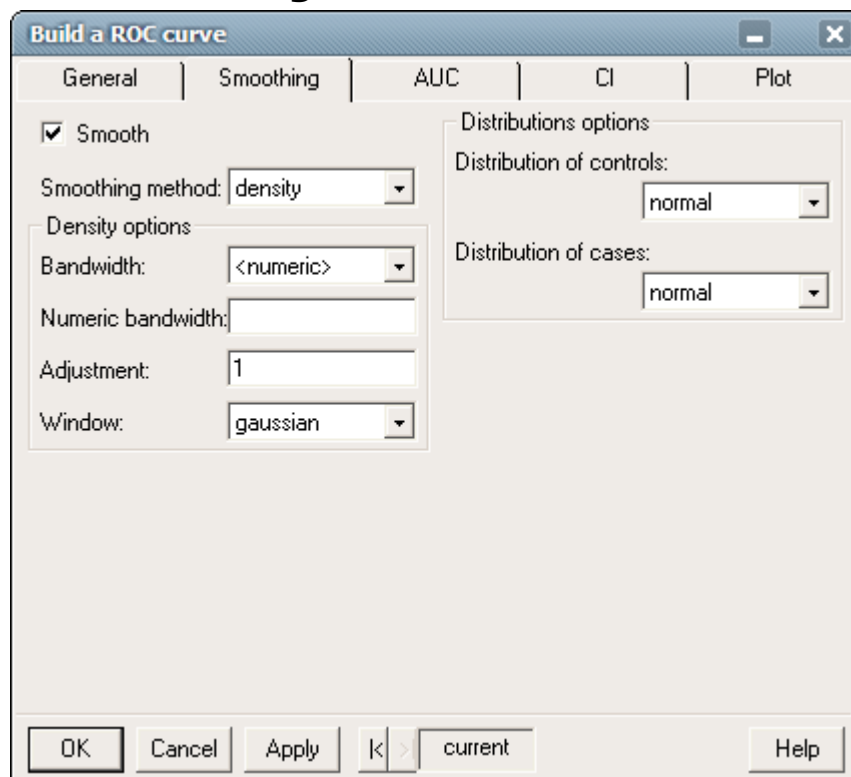 Build a ROC curve
General Smoothing AUC CI Plot
Smooth
Smoothing method: density
Density options
Bandwidth: <numeric>
Numeric bandwidth:
Adjustment: 1
Window: gaussian
Distributions options
Distribution of controls:
normal
Distribution of cases:
normal
OK Cancel Apply |< > current Help